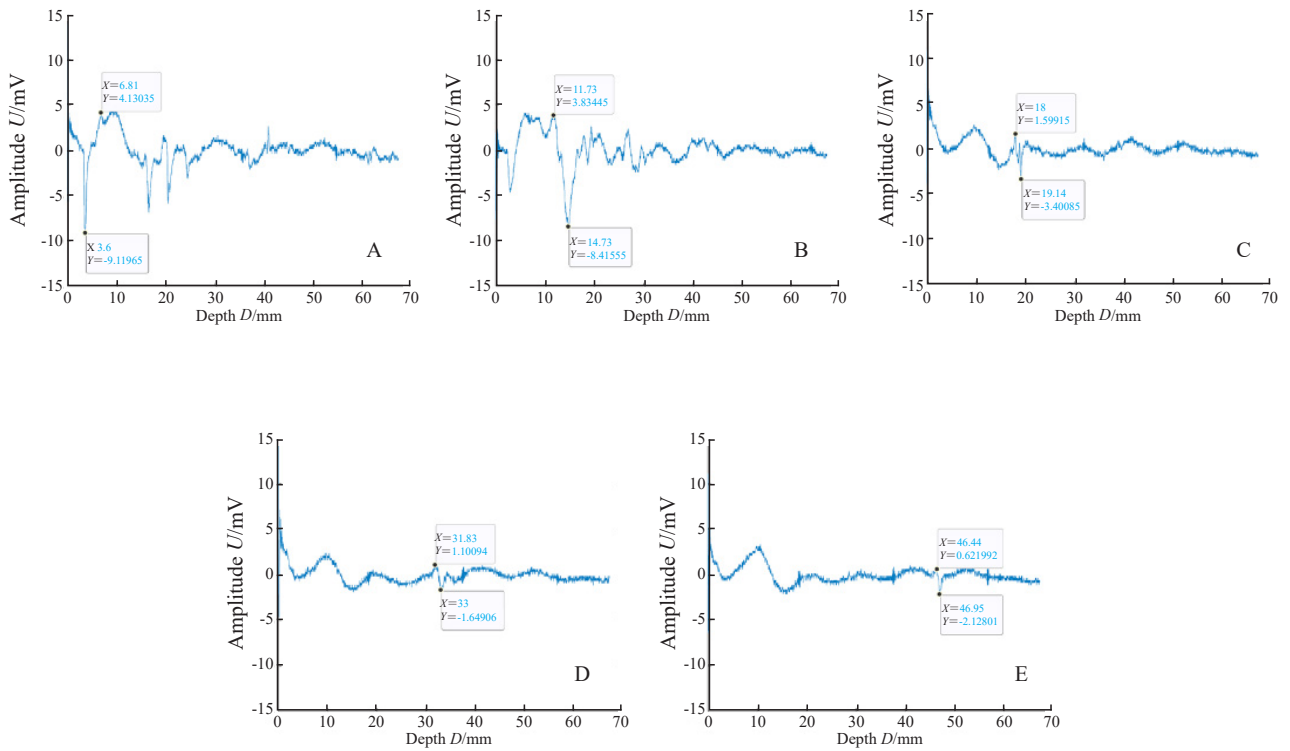 15
10
5
0
-5
-10
-15
0
10
20
30
40
50
60
70
Amplitude U/mV
Depth D/mm
X=6.81
Y=4.13035
X 3.6
Y=-9.11965
A
15
10
5
0
-5
-10
-15
0
10
20
30
40
50
60
70
Amplitude U/mV
Depth D/mm
X=11.73
Y=3.83445
X=14.73
Y=-8.41555
B
15
10
5
0
-5
-10
-15
0
10
20
30
40
50
60
70
Amplitude U/mV
Depth D/mm
X=18
Y=1.59915
X=19.14
Y=-3.40085
C
15
10
5
0
-5
-10
-15
0
10
20
30
40
50
60
70
Amplitude U/mV
Depth D/mm
X=31.83
Y=1.10094
X=33
Y=-1.64906
D
15
10
5
0
-5
-10
-15
0
10
20
30
40
50
60
70
Amplitude U/mV
Depth D/mm
X=46.44
Y=0.621992
X=46.95
Y=-2.12801
E